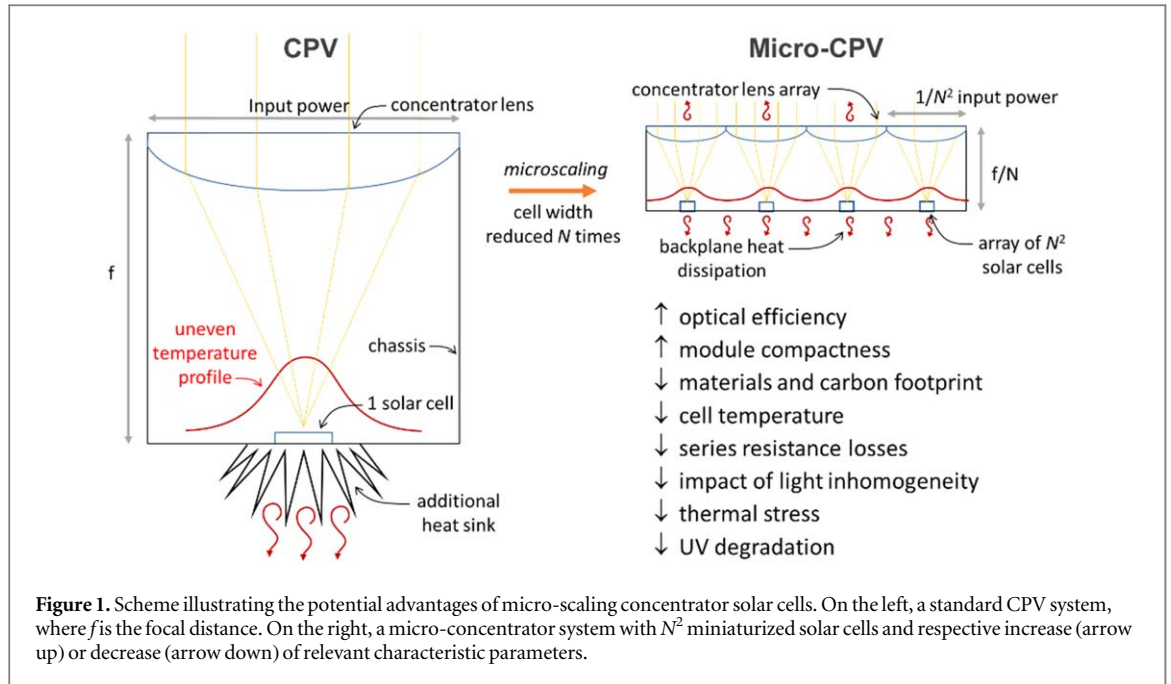 CPV
Input power
concentrator lens
f
uneven
temperature
profile
chassis
1 solar cell
additional
heat sink
microscaling
cell width
reduced N times
Micro-CPV
concentrator lens array
1/N² input power
f/N
backplane heat
dissipation
array of N²
solar cells
↑ optical efficiency
↑ module compactness
↓ materials and carbon footprint
↓ cell temperature
↓ series resistance losses
↓ impact of light inhomogeneity
↓ thermal stress
↓ UV degradation
Figure 1. Scheme illustrating the potential advantages of micro-scaling concentrator solar cells. On the left, a standard CPV system,
where f is the focal distance. On the right, a micro-concentrator system with N² miniaturized solar cells and respective increase (arrow
up) or decrease (arrow down) of relevant characteristic parameters.